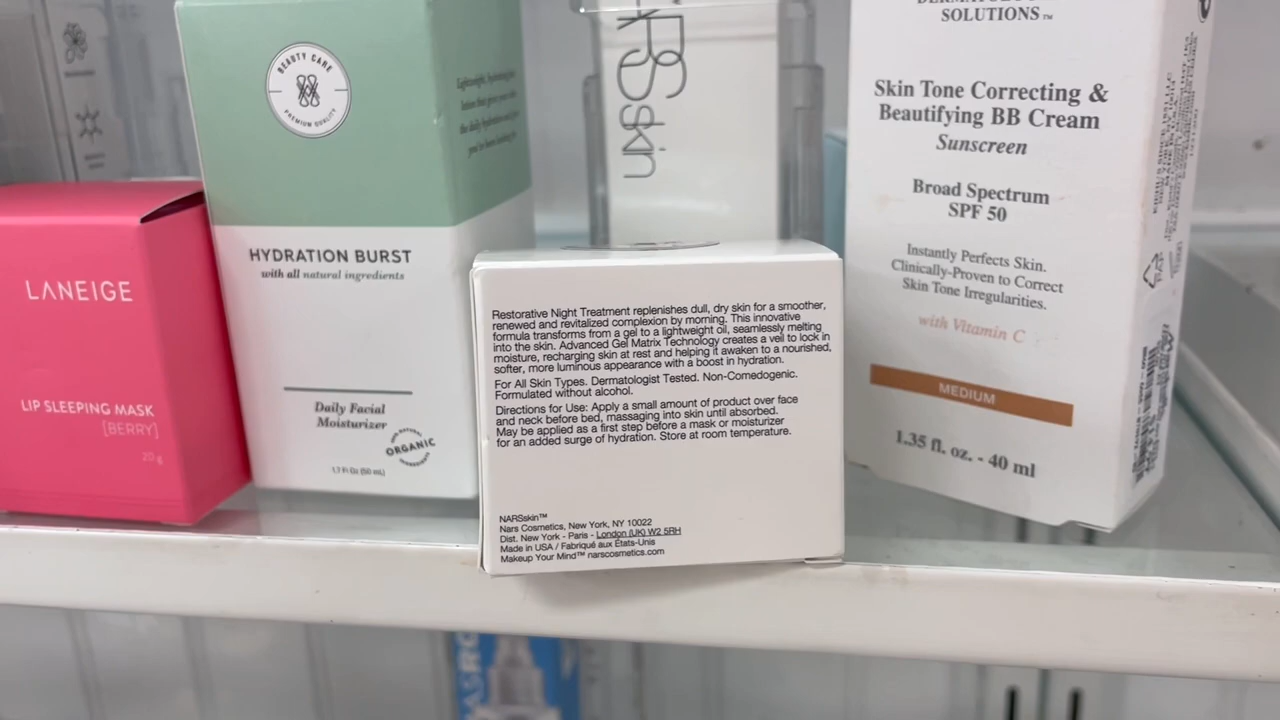 LANEIGE
LIP SLEEPING MASK
[BERRY]
20 g
BEAUTY CARE
PREMIUM QUALITY
HYDRATION BURST
with all natural ingredients
Daily Facial
Moisturizer
ORGANIC
1.7 Fl Oz (50 mL)
NARSskin
Restorative Night Treatment replenishes dull, dry skin for a smoother,
renewed and revitalized complexion by morning. This innovative
formula transforms from a gel to a lightweight oil, seamlessly melting
into the skin. Advanced Gel Matrix Technology creates a veil to lock in
moisture, recharging skin at rest and helping it awaken to a nourished,
softer, more luminous appearance with a boost in hydration.
For All Skin Types. Dermatologist Tested. Non-Comedogenic.
Formulated without alcohol.
Directions for Use: Apply a small amount of product over face
and neck before bed, massaging into skin until absorbed.
May be applied as a first step before a mask or moisturizer
for an added surge of hydration. Store at room temperature.
NARSskin™
Nars Cosmetics, New York, NY 10022
Dist. New York - Paris - London (UK) W2 5RH
Made in USA / Fabriqué aux États-Unis
Makeup Your Mind™ narscosmetics.com
SOLUTIONS™
Skin Tone Correcting &
Beautifying BB Cream
Sunscreen
Broad Spectrum
SPF 50
Instantly Perfects Skin.
Clinically-Proven to Correct
Skin Tone Irregularities.
with Vitamin C
MEDIUM
1.35 fl. oz. - 40 ml